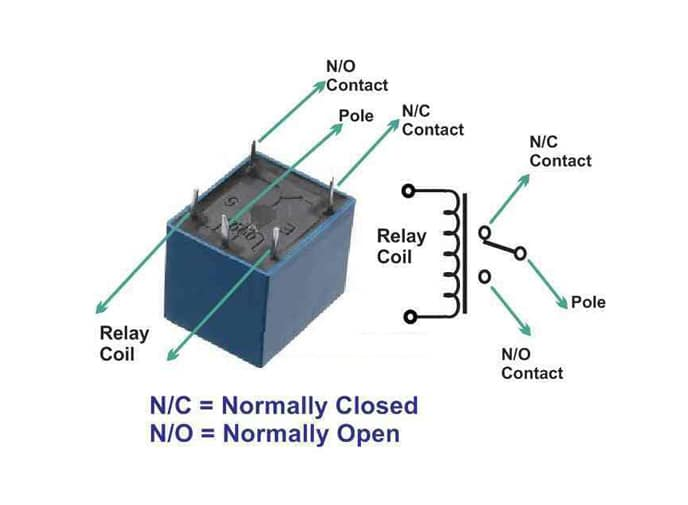 N/O
Contact
Pole
N/C
Contact
N/C
Contact
Relay
Coil
Pole
Relay
Coil
N/O
Contact
N/C = Normally Closed
N/O = Normally Open